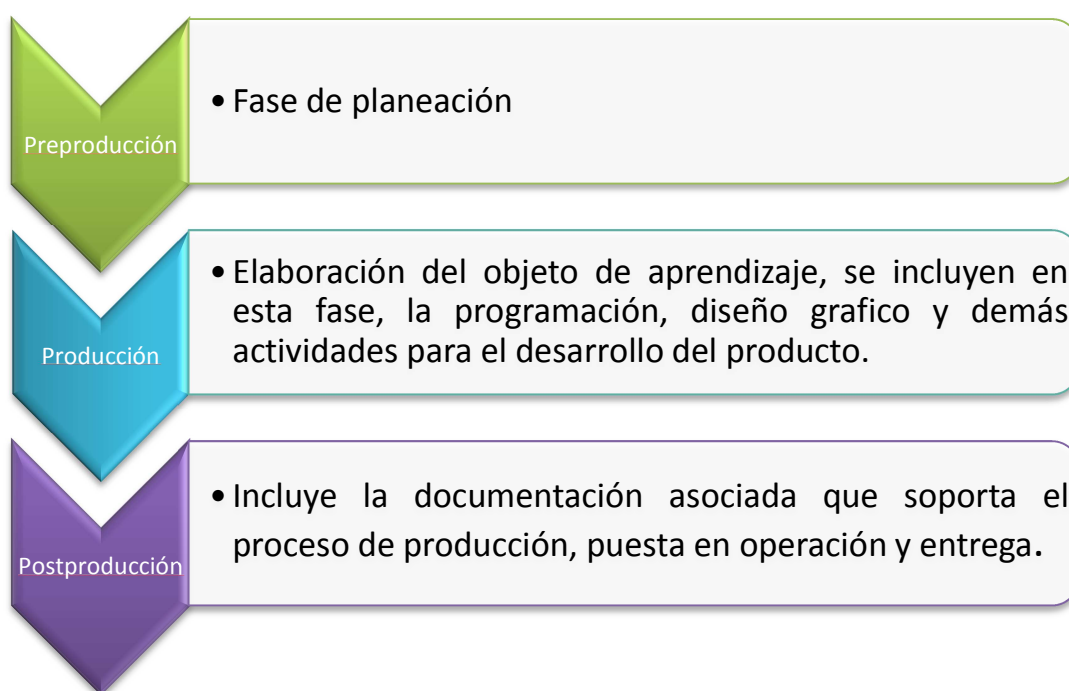 Preproducción
• Fase de planeación
Producción
• Elaboración del objeto de aprendizaje, se incluyen en
esta fase, la programación, diseño grafico y demás
actividades para el desarrollo del producto.
Postproducción
• Incluye la documentación asociada que soporta el
proceso de producción, puesta en operación y entrega.